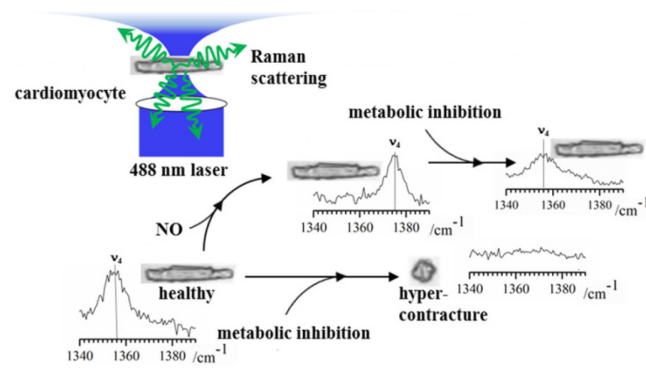 Raman
scattering
cardiomyocyte
488 nm laser
metabolic inhibition
ν₄
1340 1360 1380 /cm⁻¹
ν₄
1340 1360 1380 /cm⁻¹
NO
ν₄
healthy
1340 1360 1380 /cm⁻¹
metabolic inhibition
hyper-
contracture
1340 1360 1380 /cm⁻¹